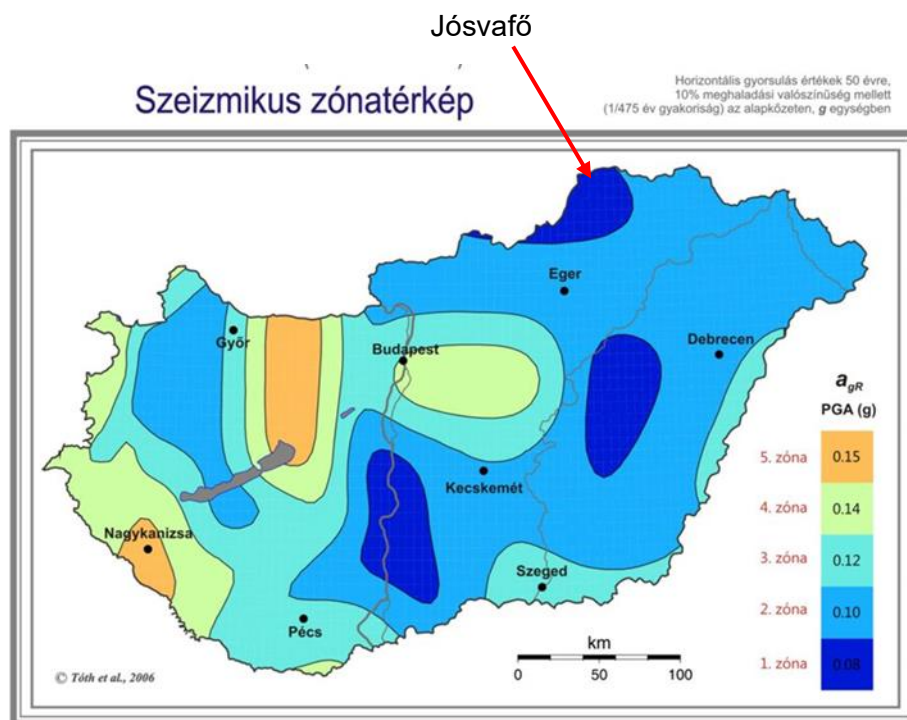 Jósvafő
Szeizmikus zónatérkép
Horizontális gyorsulás értékek 50 évre,
10% meghaladási valószínűség mellett
(1/475 év gyakoriság) az alapkőzeten, g egységben
Eger
Győr
Budapest
Debrecen
Kecskemét
Nagykanizsa
Szeged
Pécs
a_gR
PGA (g)
5. zóna 0.15
4. zóna 0.14
3. zóna 0.12
2. zóna 0.10
1. zóna 0.08
km
0 50 100
© Tóth et al., 2006